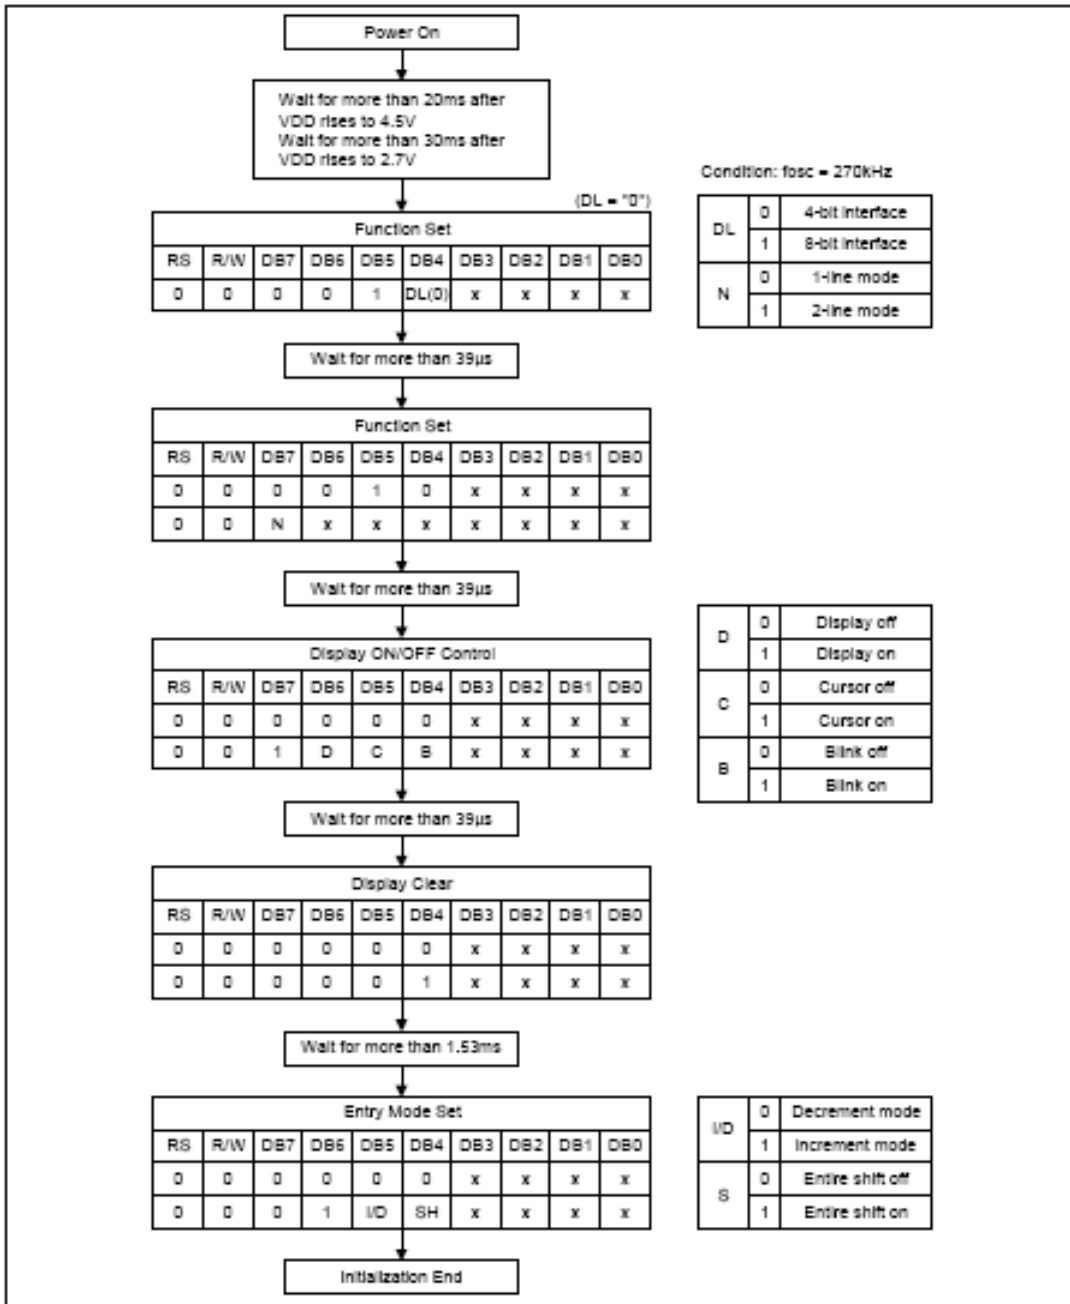 Power On
Wait for more than 20ms after
VDD rises to 4.5V
Wait for more than 30ms after
VDD rises to 2.7V
Condition: fosc = 270kHz
(DL = "0")
Function Set
RS R/W DB7 DB6 DB5 DB4 DB3 DB2 DB1 DB0
0 0 0 0 1 DL(0) x x x x
DL 0 4-bit Interface
1 8-bit Interface
N 0 1-line mode
1 2-line mode
Wait for more than 39µs
Function Set
RS R/W DB7 DB6 DB5 DB4 DB3 DB2 DB1 DB0
0 0 0 0 1 0 x x x x
0 0 N x x x x x x x
Wait for more than 39µs
Display ON/OFF Control
RS R/W DB7 DB6 DB5 DB4 DB3 DB2 DB1 DB0
0 0 0 0 0 0 x x x x
0 0 1 D C B x x x x
D 0 Display off
1 Display on
C 0 Cursor off
1 Cursor on
B 0 Blink off
1 Blink on
Wait for more than 39µs
Display Clear
RS R/W DB7 DB6 DB5 DB4 DB3 DB2 DB1 DB0
0 0 0 0 0 0 x x x x
0 0 0 0 0 1 x x x x
Wait for more than 1.53ms
Entry Mode Set
RS R/W DB7 DB6 DB5 DB4 DB3 DB2 DB1 DB0
0 0 0 0 0 0 x x x x
0 0 0 1 I/D SH x x x x
I/D 0 Decrement mode
1 Increment mode
S 0 Entire shift off
1 Entire shift on
Initialization End